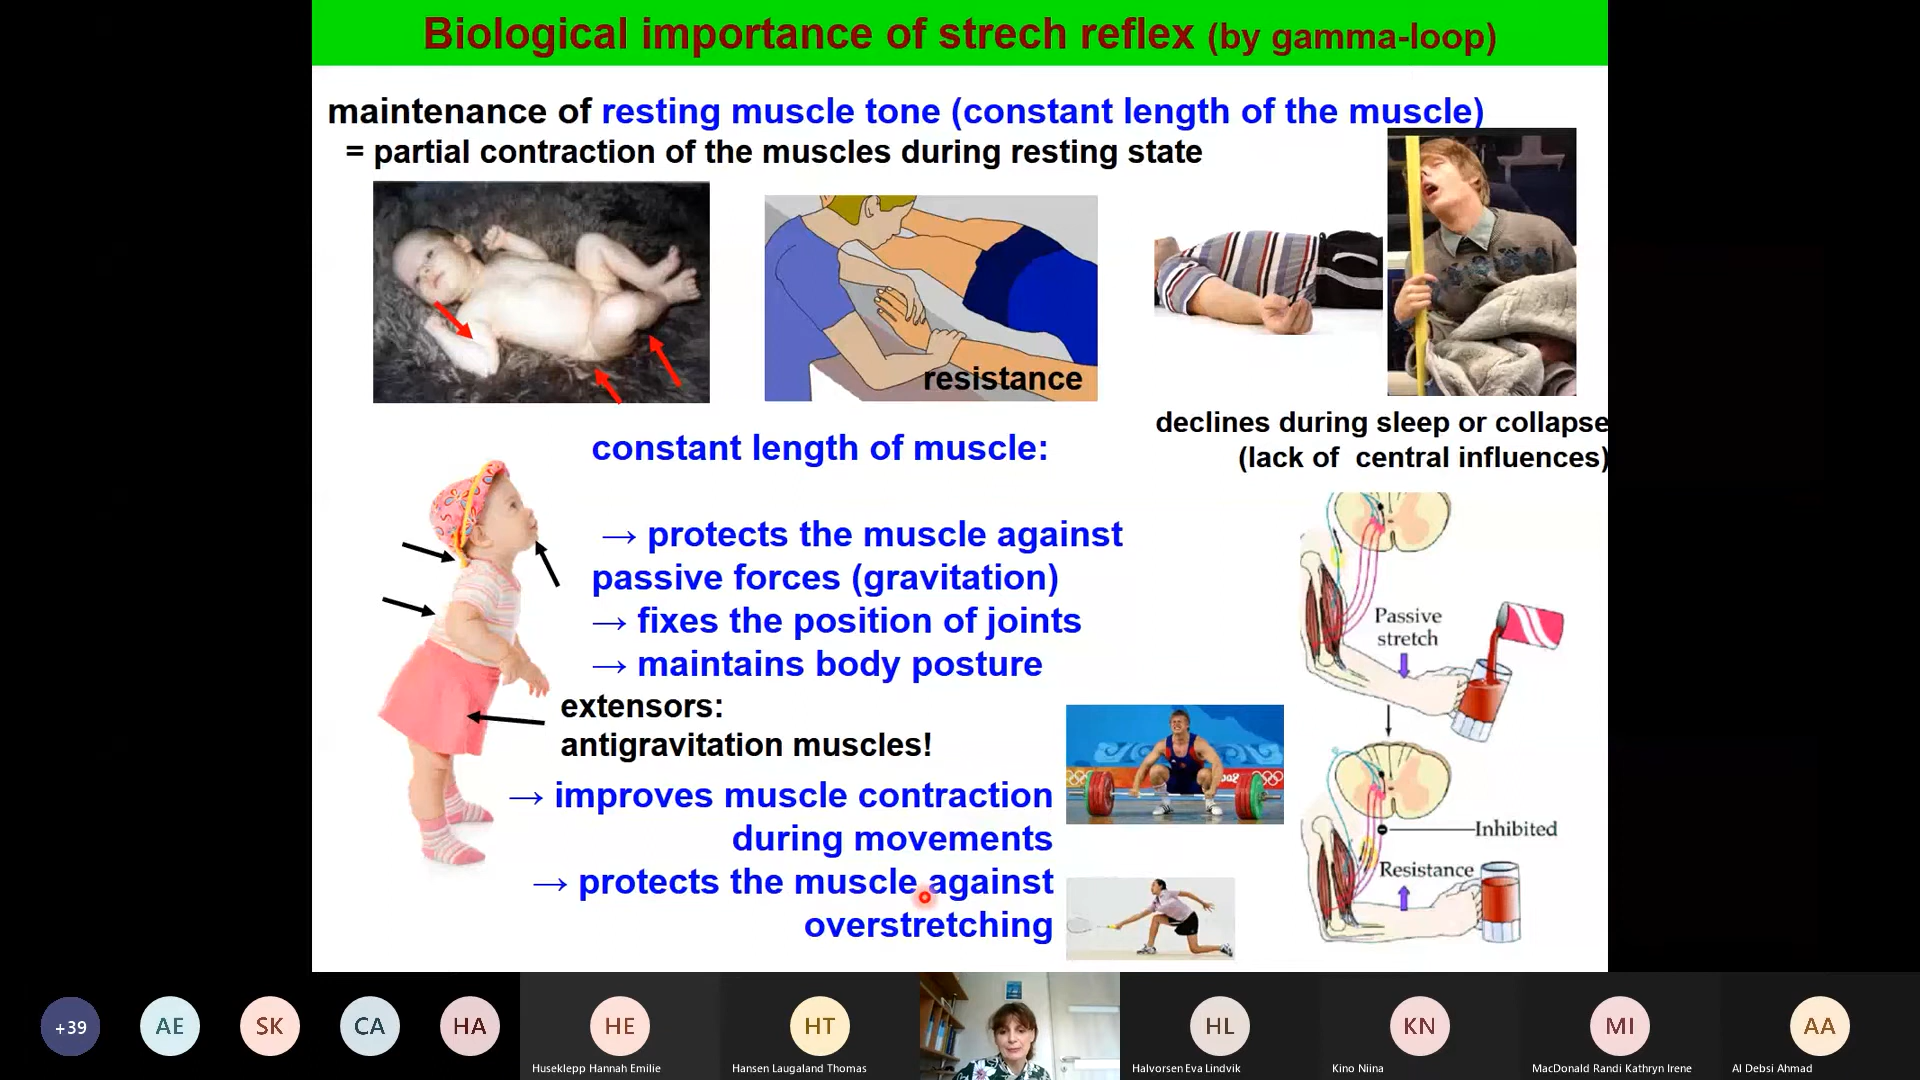 Biological importance of strech reflex (by gamma-loop)
maintenance of resting muscle tone (constant length of the muscle)
= partial contraction of the muscles during resting state
resistance
declines during sleep or collapse
(lack of central influences)
constant length of muscle:
→ protects the muscle against
passive forces (gravitation)
→ fixes the position of joints
→ maintains body posture
extensors:
antigravitation muscles!
→ improves muscle contraction
during movements
→ protects the muscle against
overstretching
Passive
stretch
Inhibited
Resistance
+39
AE
SK
CA
HA
HE
Huseklepp Hannah Emilie
HT
Hansen Laugaland Thomas
HL
Halvorsen Eva Lindvik
KN
Kino Niina
MI
MacDonald Randi Kathryn Irene
AA
Al Debsi Ahmad